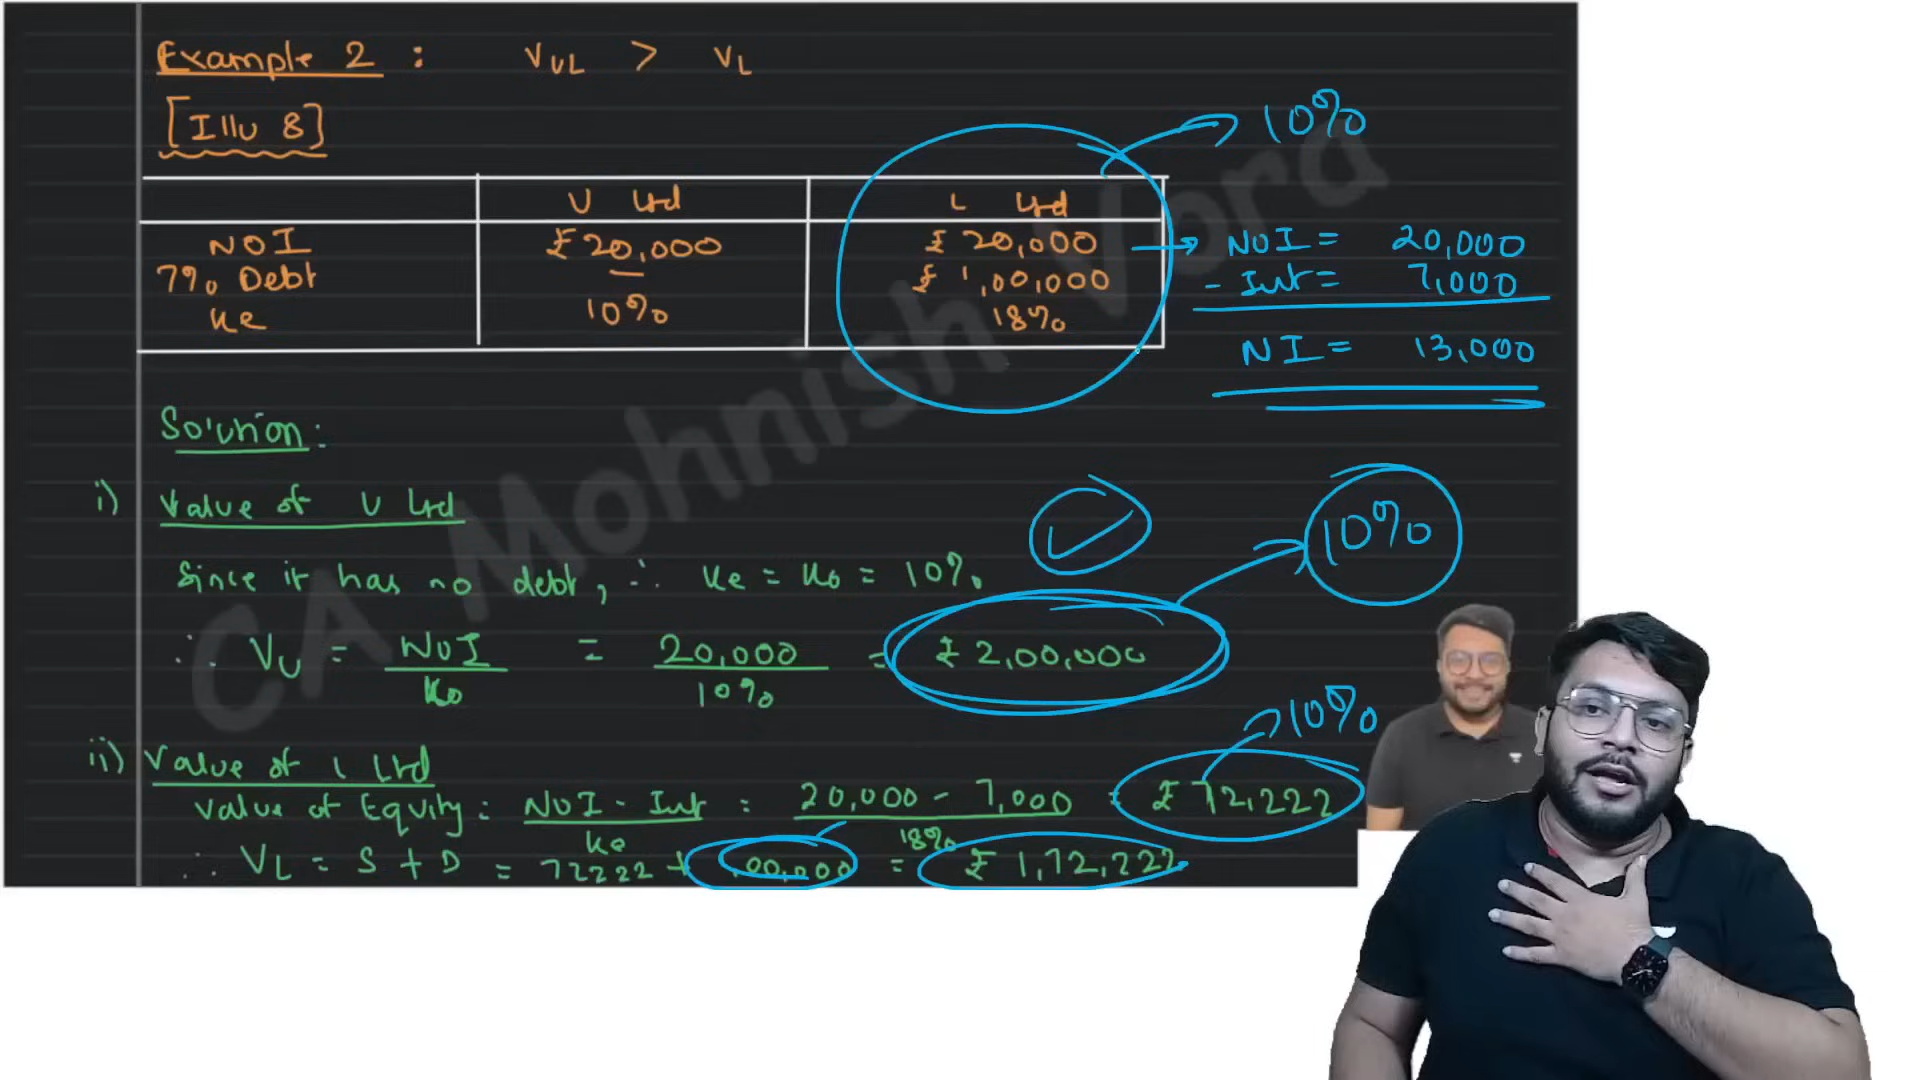 Example 2 : VUL > VL
[Illu 8]
10%
U Ltd L Ltd
NOI ₹ 20,000 ₹ 20,000
7% Debt — ₹ 1,00,000
Ke 10% 18%
NOI = 20,000
- Int = 7,000
NI = 13,000
Solution:
i) Value of U Ltd
Since it has no debt, ∴ Ke = Ko = 10%
10%
∴ VU = NOI / Ko = 20,000 / 10% = ₹ 2,00,000
10%
ii) Value of L Ltd
Value of Equity: NOI - Int / Ke = 20,000 - 7,000 / 18% = ₹ 72,222
∴ VL = S + D = 72222 + 1,00,000 = ₹ 1,72,222
CA Mohnish Vora